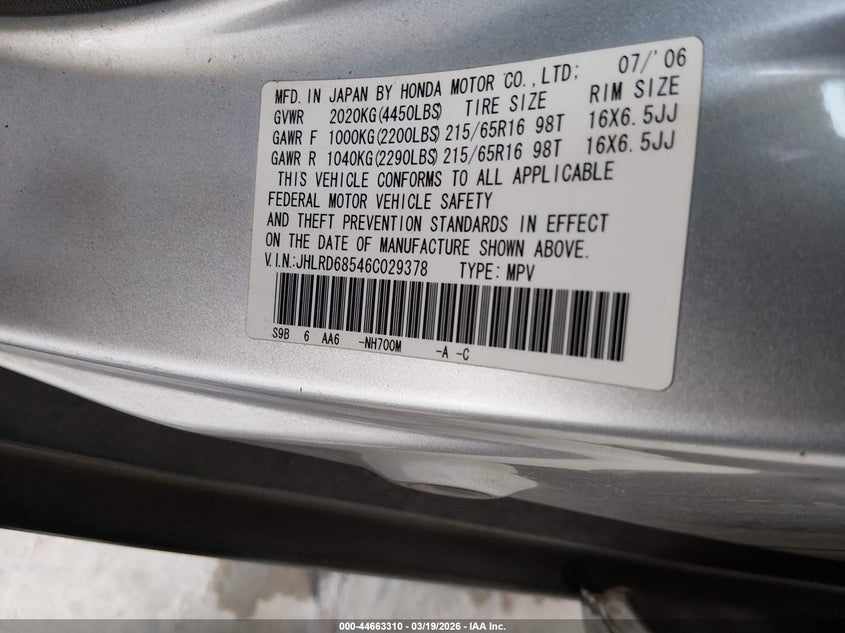 MFD. IN JAPAN BY HONDA MOTOR CO., LTD; 07/'06
GVWR 2020KG(4450LBS) TIRE SIZE RIM SIZE
GAWR F 1000KG(2200LBS) 215/65R16 98T 16X6.5JJ
GAWR R 1040KG(2290LBS) 215/65R16 98T 16X6.5JJ
THIS VEHICLE CONFORMS TO ALL APPLICABLE
FEDERAL MOTOR VEHICLE SAFETY
AND THEFT PREVENTION STANDARDS IN EFFECT
ON THE DATE OF MANUFACTURE SHOWN ABOVE.
V.I.N:JHLRD68546C029378 TYPE: MPV
S9B 6 AA6 -NH700M -A -C
000-44663310 - 03/19/2026 - IAA Inc.